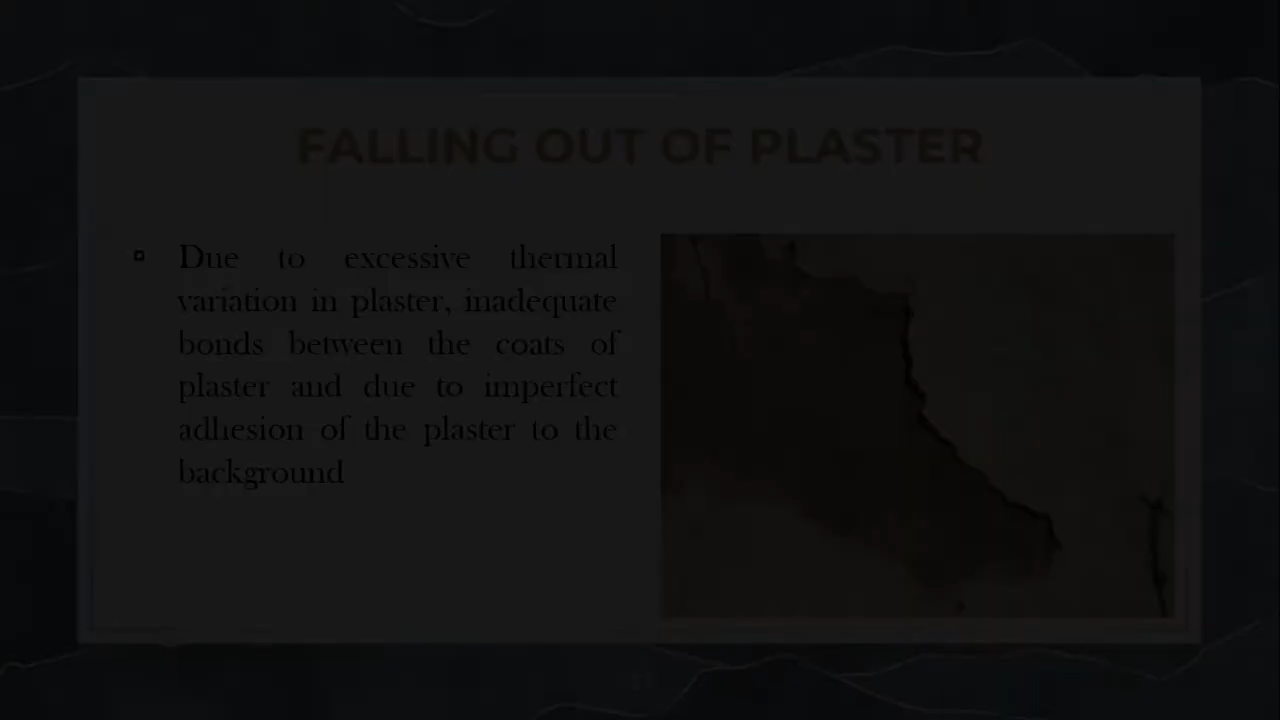 FALLING OUT OF PLASTER
Due to excessive thermal
variation in plaster, inadequate
bonds between the coats of
plaster and due to imperfect
adhesion of the plaster to the
background